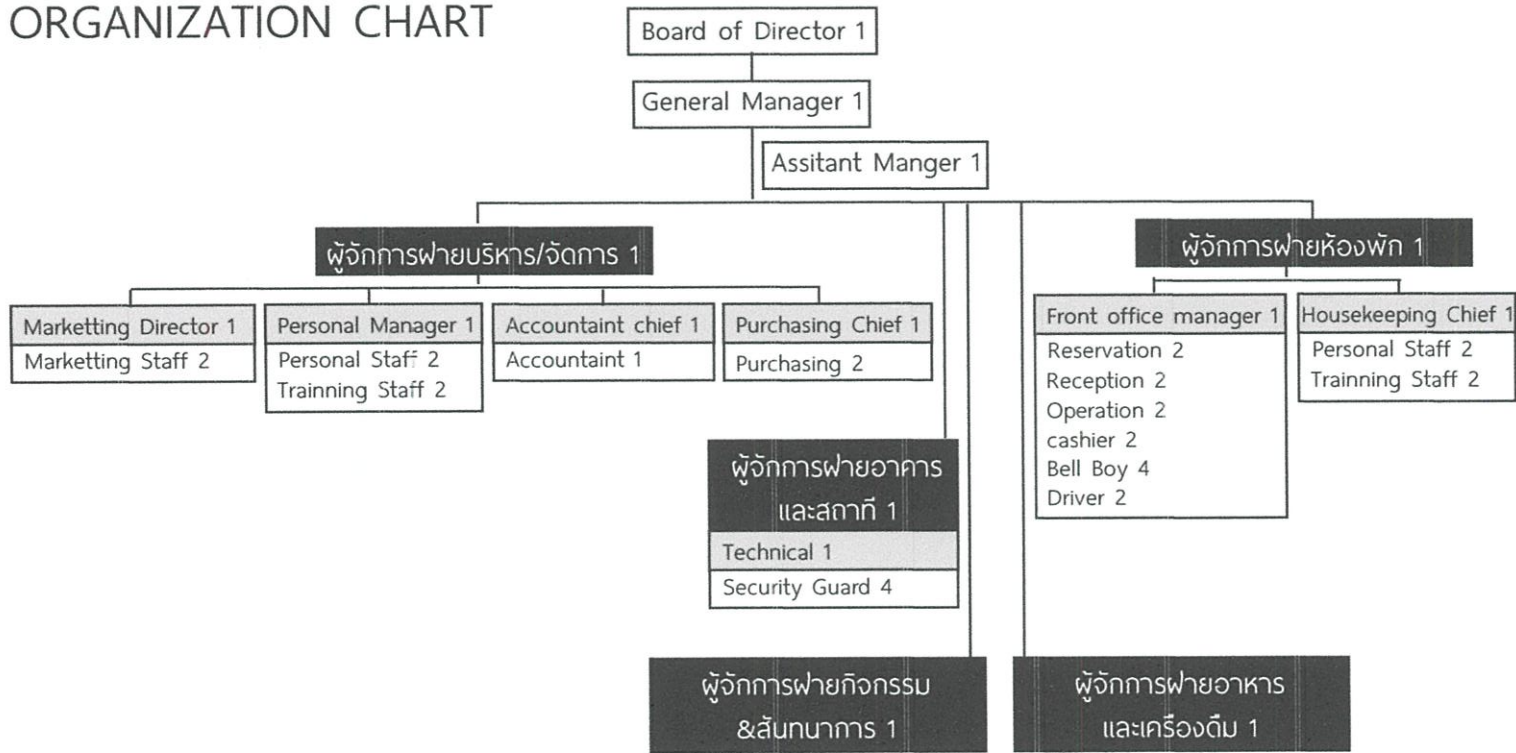 ORGANIZATION CHART
Board of Director 1
General Manager 1
Assitant Manger 1
ผู้จัดการฝ่ายบริหาร/จัดการ 1
Marketting Director 1
Marketting Staff 2
Personal Manager 1
Personal Staff 2
Trainning Staff 2
Accountaint chief 1
Accountaint 1
Purchasing Chief 1
Purchasing 2
ผู้จักการฝ่ายห้องพัก 1
Front office manager 1
Reservation 2
Reception 2
Operation 2
cashier 2
Bell Boy 4
Driver 2
Housekeeping Chief 1
Personal Staff 2
Trainning Staff 2
ผู้จักการฝ่ายอาคาร
และสถาที 1
Technical 1
Security Guard 4
ผู้จักการฝ่ายกิจกรรม
&สันทนาการ 1
ผู้จักการฝ่ายอาหาร
และเครื่องดื่ม 1